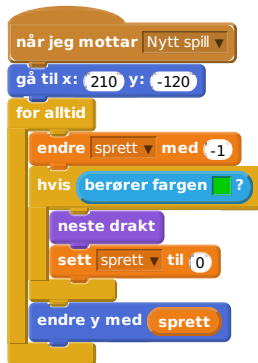 når jeg mottar Nytt spill
gå til x: 210 y: -120
for alltid
endre sprett med -1
hvis berører fargen ?
neste drakt
sett sprett til 0
endre y med sprett